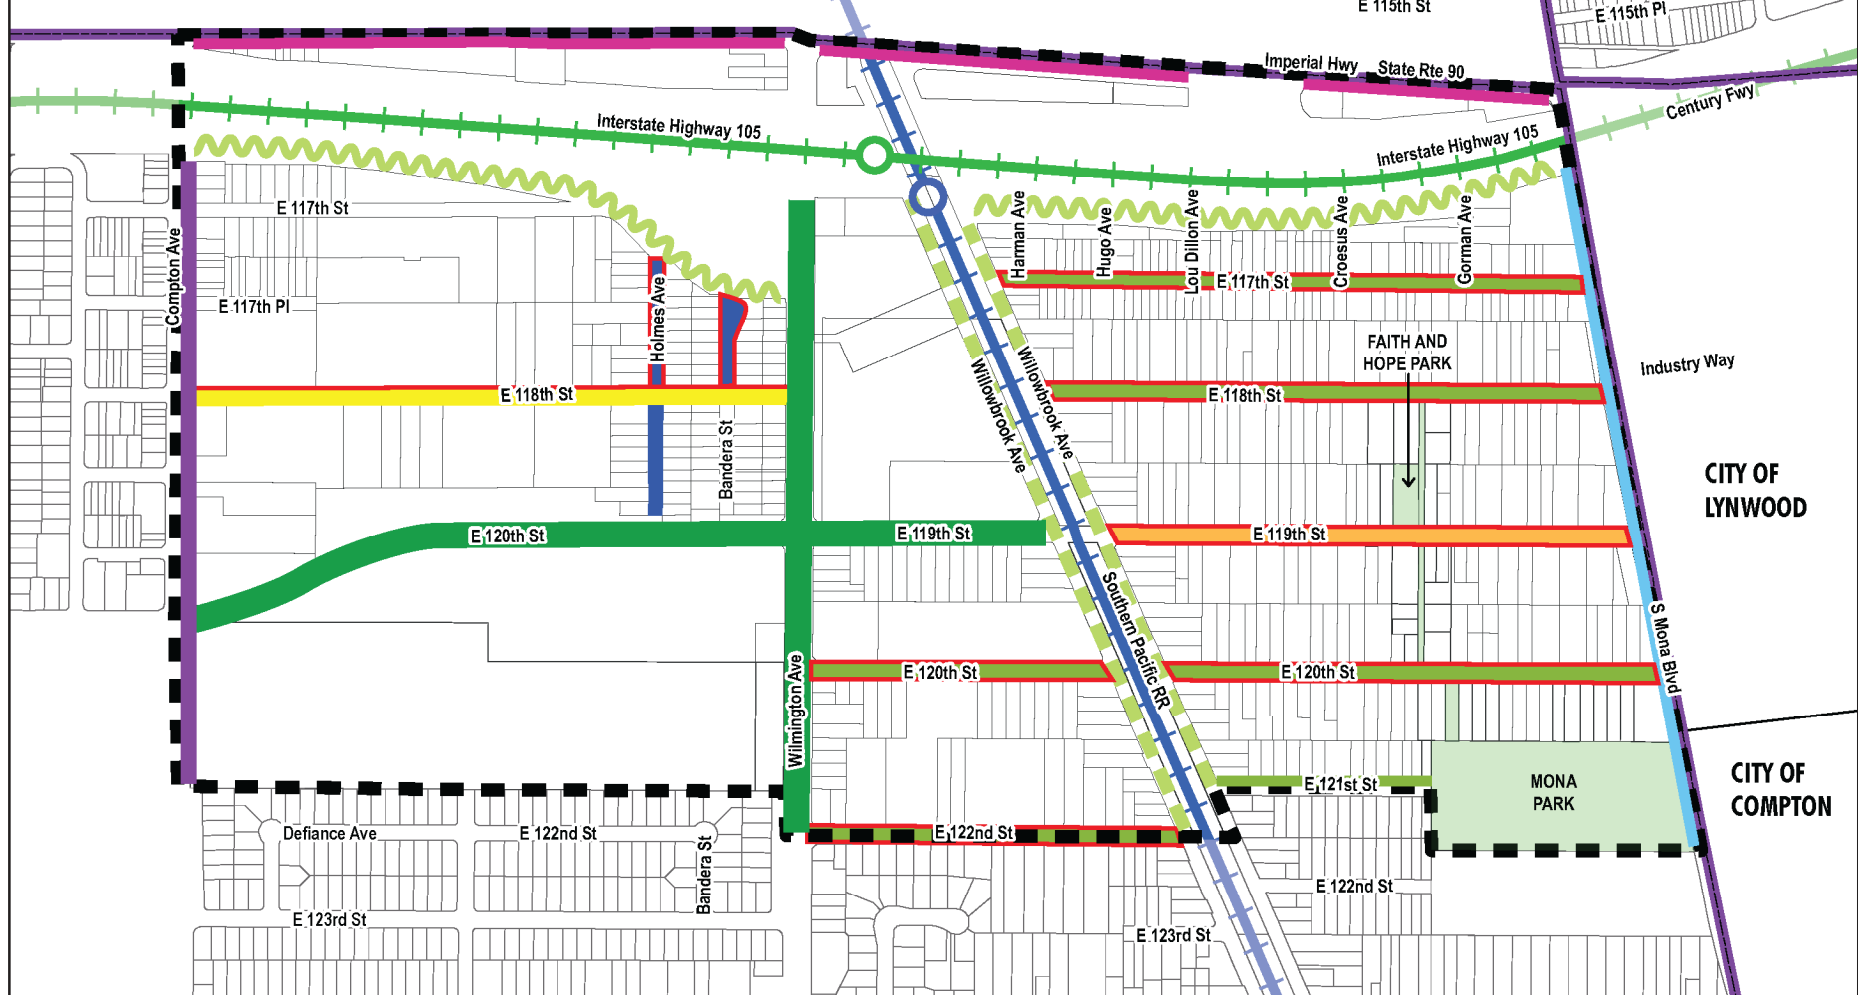 E 115th St
E 115th Pl
Imperial Hwy
State Rte 90
Century Fwy
Interstate Highway 105
Interstate Highway 105
E 117th St
Compton Ave
E 117th Pl
Holmes Ave
Harman Ave
Hugo Ave
Lou Dillon Ave
Croesus Ave
Gorman Ave
E 117th St
FAITH AND
HOPE PARK
Industry Way
E 118th St
Bandera St
Willowbrook Ave
Willowbrook Ave
E 118th St
CITY OF
LYNWOOD
E 120th St
E 119th St
E 119th St
Southern Pacific RR
S Mona Blvd
Wilmington Ave
E 120th St
E 120th St
E 121st St
MONA
PARK
CITY OF
COMPTON
Defiance Ave
E 122nd St
Bandera St
E 122nd St
E 122nd St
E 123rd St
E 123rd St